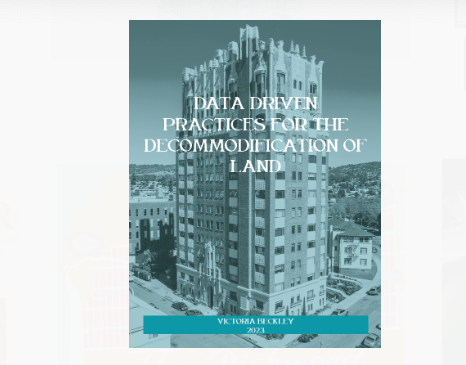 DATA DRIVEN
PRACTICES FOR THE
DECOMMODIFICATION OF
LAND
VICTORIA BECKLEY
2023